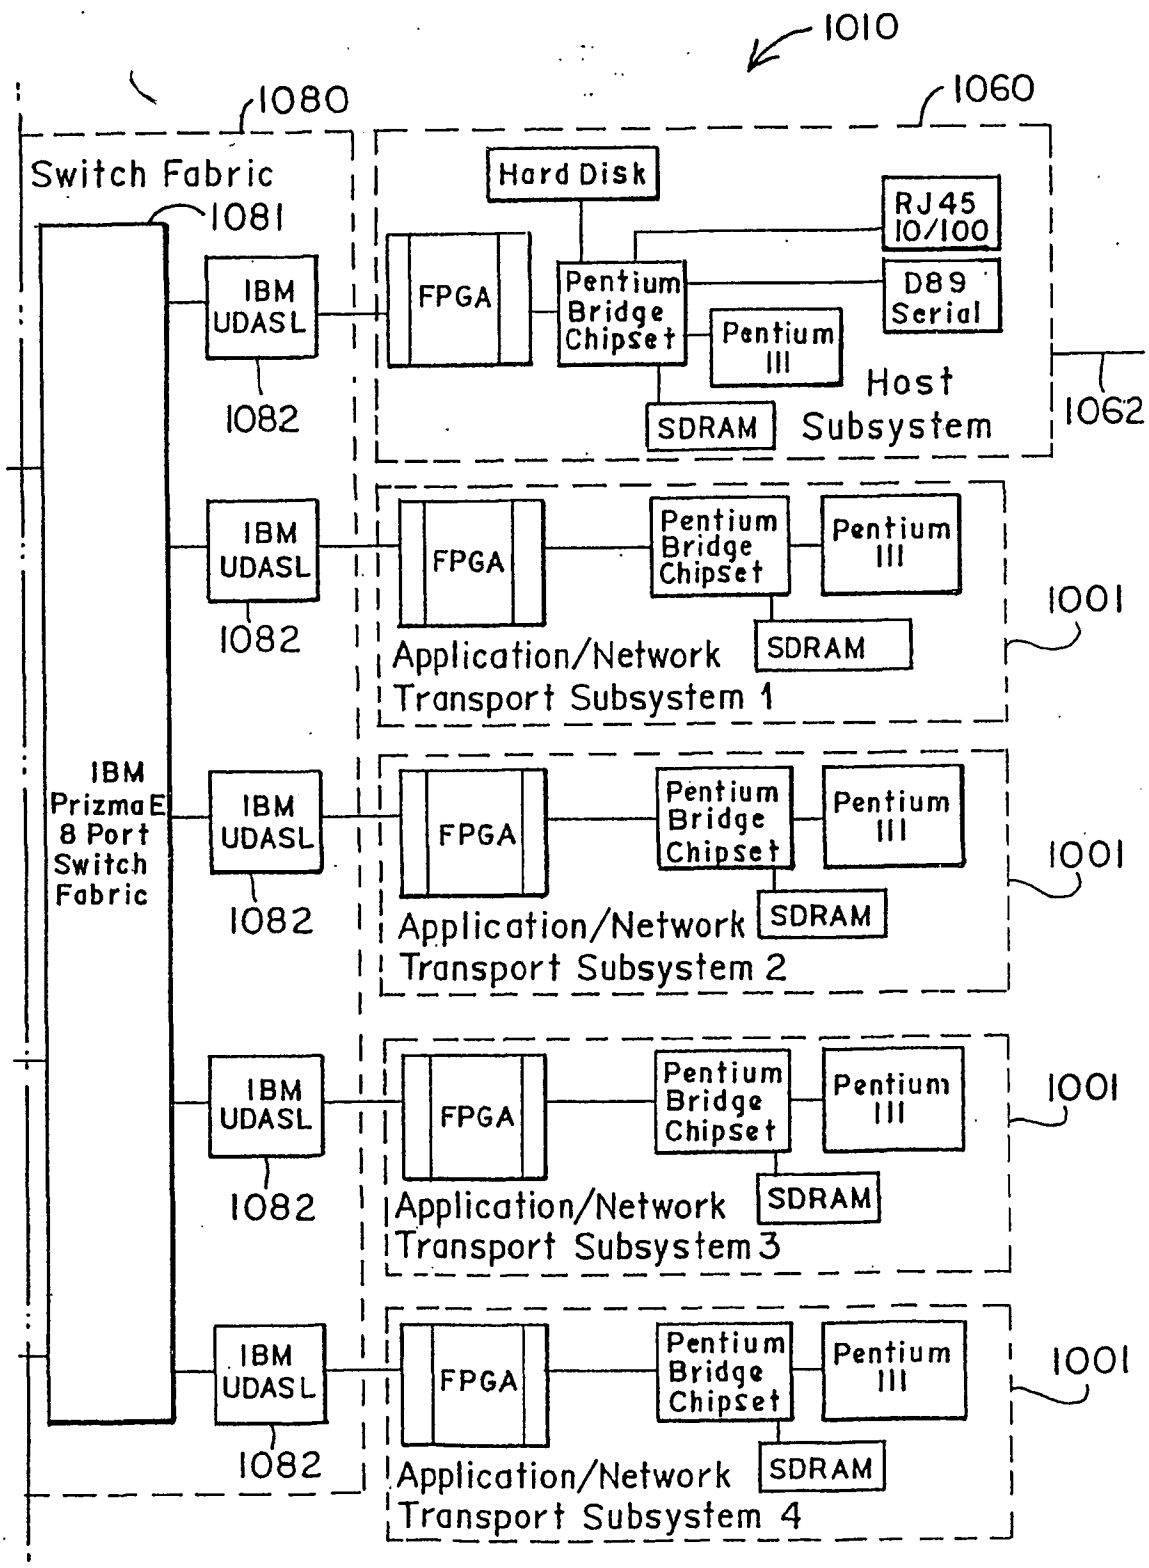 1010
1080
1060
Switch Fabric
1081
Hard Disk
RJ45
10/100
IBM
UDASL
FPGA
Pentium
Bridge
Chipset
D89
Serial
Pentium
III
Host
Subsystem
1062
1082
SDRAM
IBM
UDASL
FPGA
Pentium
Bridge
Chipset
Pentium
III
1001
1082
Application/Network
Transport Subsystem 1
SDRAM
IBM
PrizmaE
8 Port
Switch
Fabric
IBM
UDASL
FPGA
Pentium
Bridge
Chipset
Pentium
III
1001
1082
Application/Network
Transport Subsystem 2
SDRAM
IBM
UDASL
FPGA
Pentium
Bridge
Chipset
Pentium
III
1001
1082
Application/Network
Transport Subsystem 3
SDRAM
IBM
UDASL
FPGA
Pentium
Bridge
Chipset
Pentium
III
1001
1082
Application/Network
Transport Subsystem 4
SDRAM